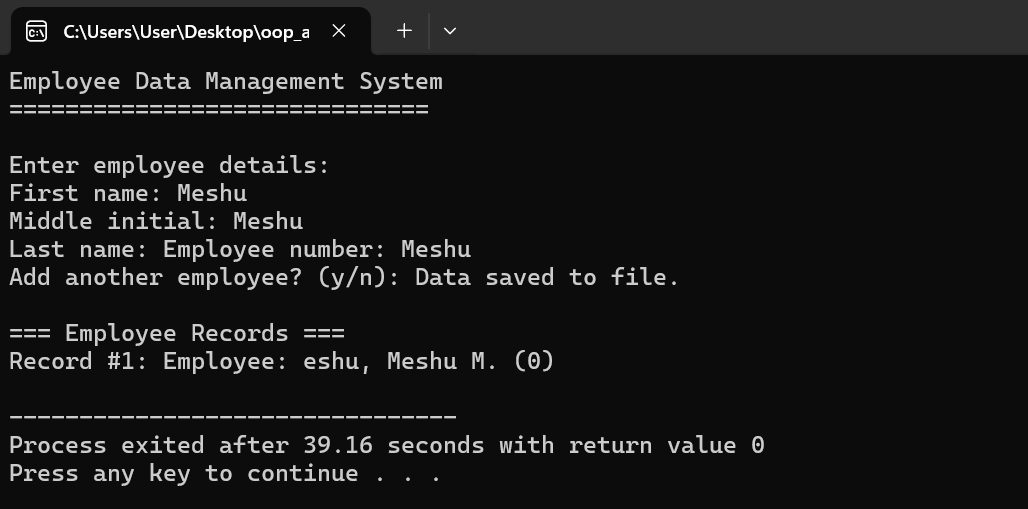 C:\Users\User\Desktop\oop_a
Employee Data Management System
==============================
Enter employee details:
First name: Meshu
Middle initial: Meshu
Last name: Employee number: Meshu
Add another employee? (y/n): Data saved to file.
=== Employee Records ===
Record #1: Employee: eshu, Meshu M. (0)
--------------------------------
Process exited after 39.16 seconds with return value 0
Press any key to continue . . .